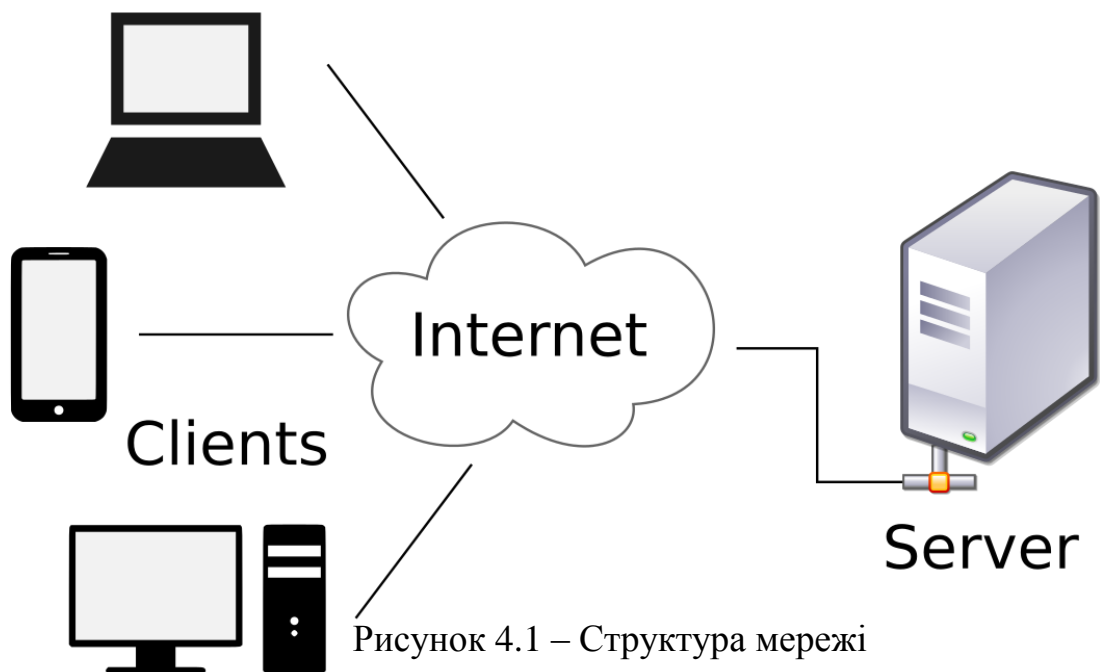 Internet
Clients
Server
Рисунок 4.1 – Структура мережі